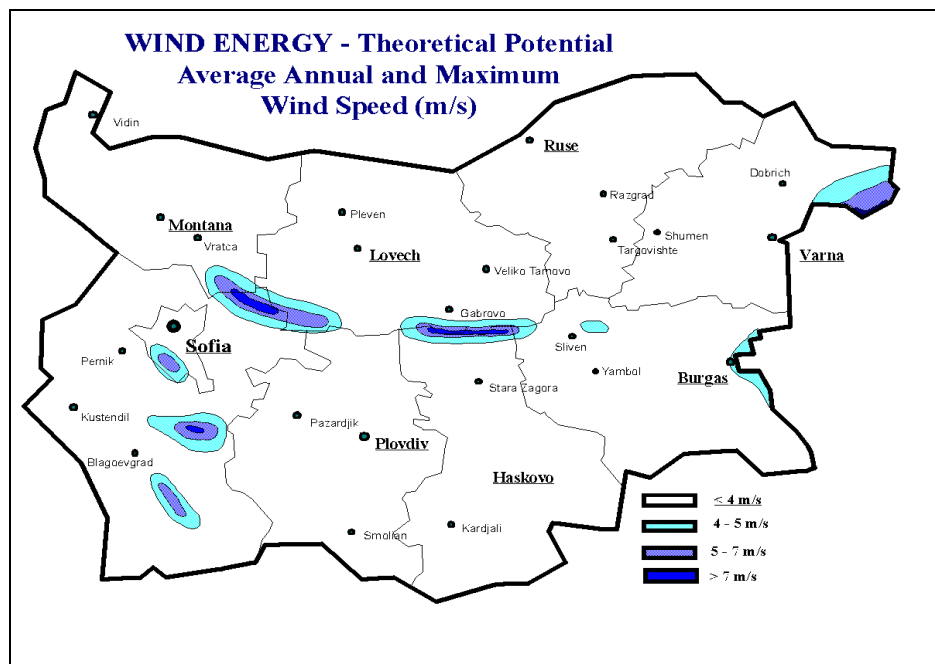 WIND ENERGY - Theoretical Potential
Average Annual and Maximum
Wind Speed (m/s)
Vidin
Ruse
Dobrich
Razgrad
Pleven
Montana
Vratca
Lovech
Shumen
Targovishte
Varna
Veliko Tarnovo
Gabrovo
Sofia
Sliven
Pernik
Yambol
Burgas
Stara Zagora
Kustendil
Pazardjik
Plovdiv
Blagoevgrad
Haskovo
Smolian
Kardjali
< 4 m/s
4 - 5 m/s
5 - 7 m/s
> 7 m/s